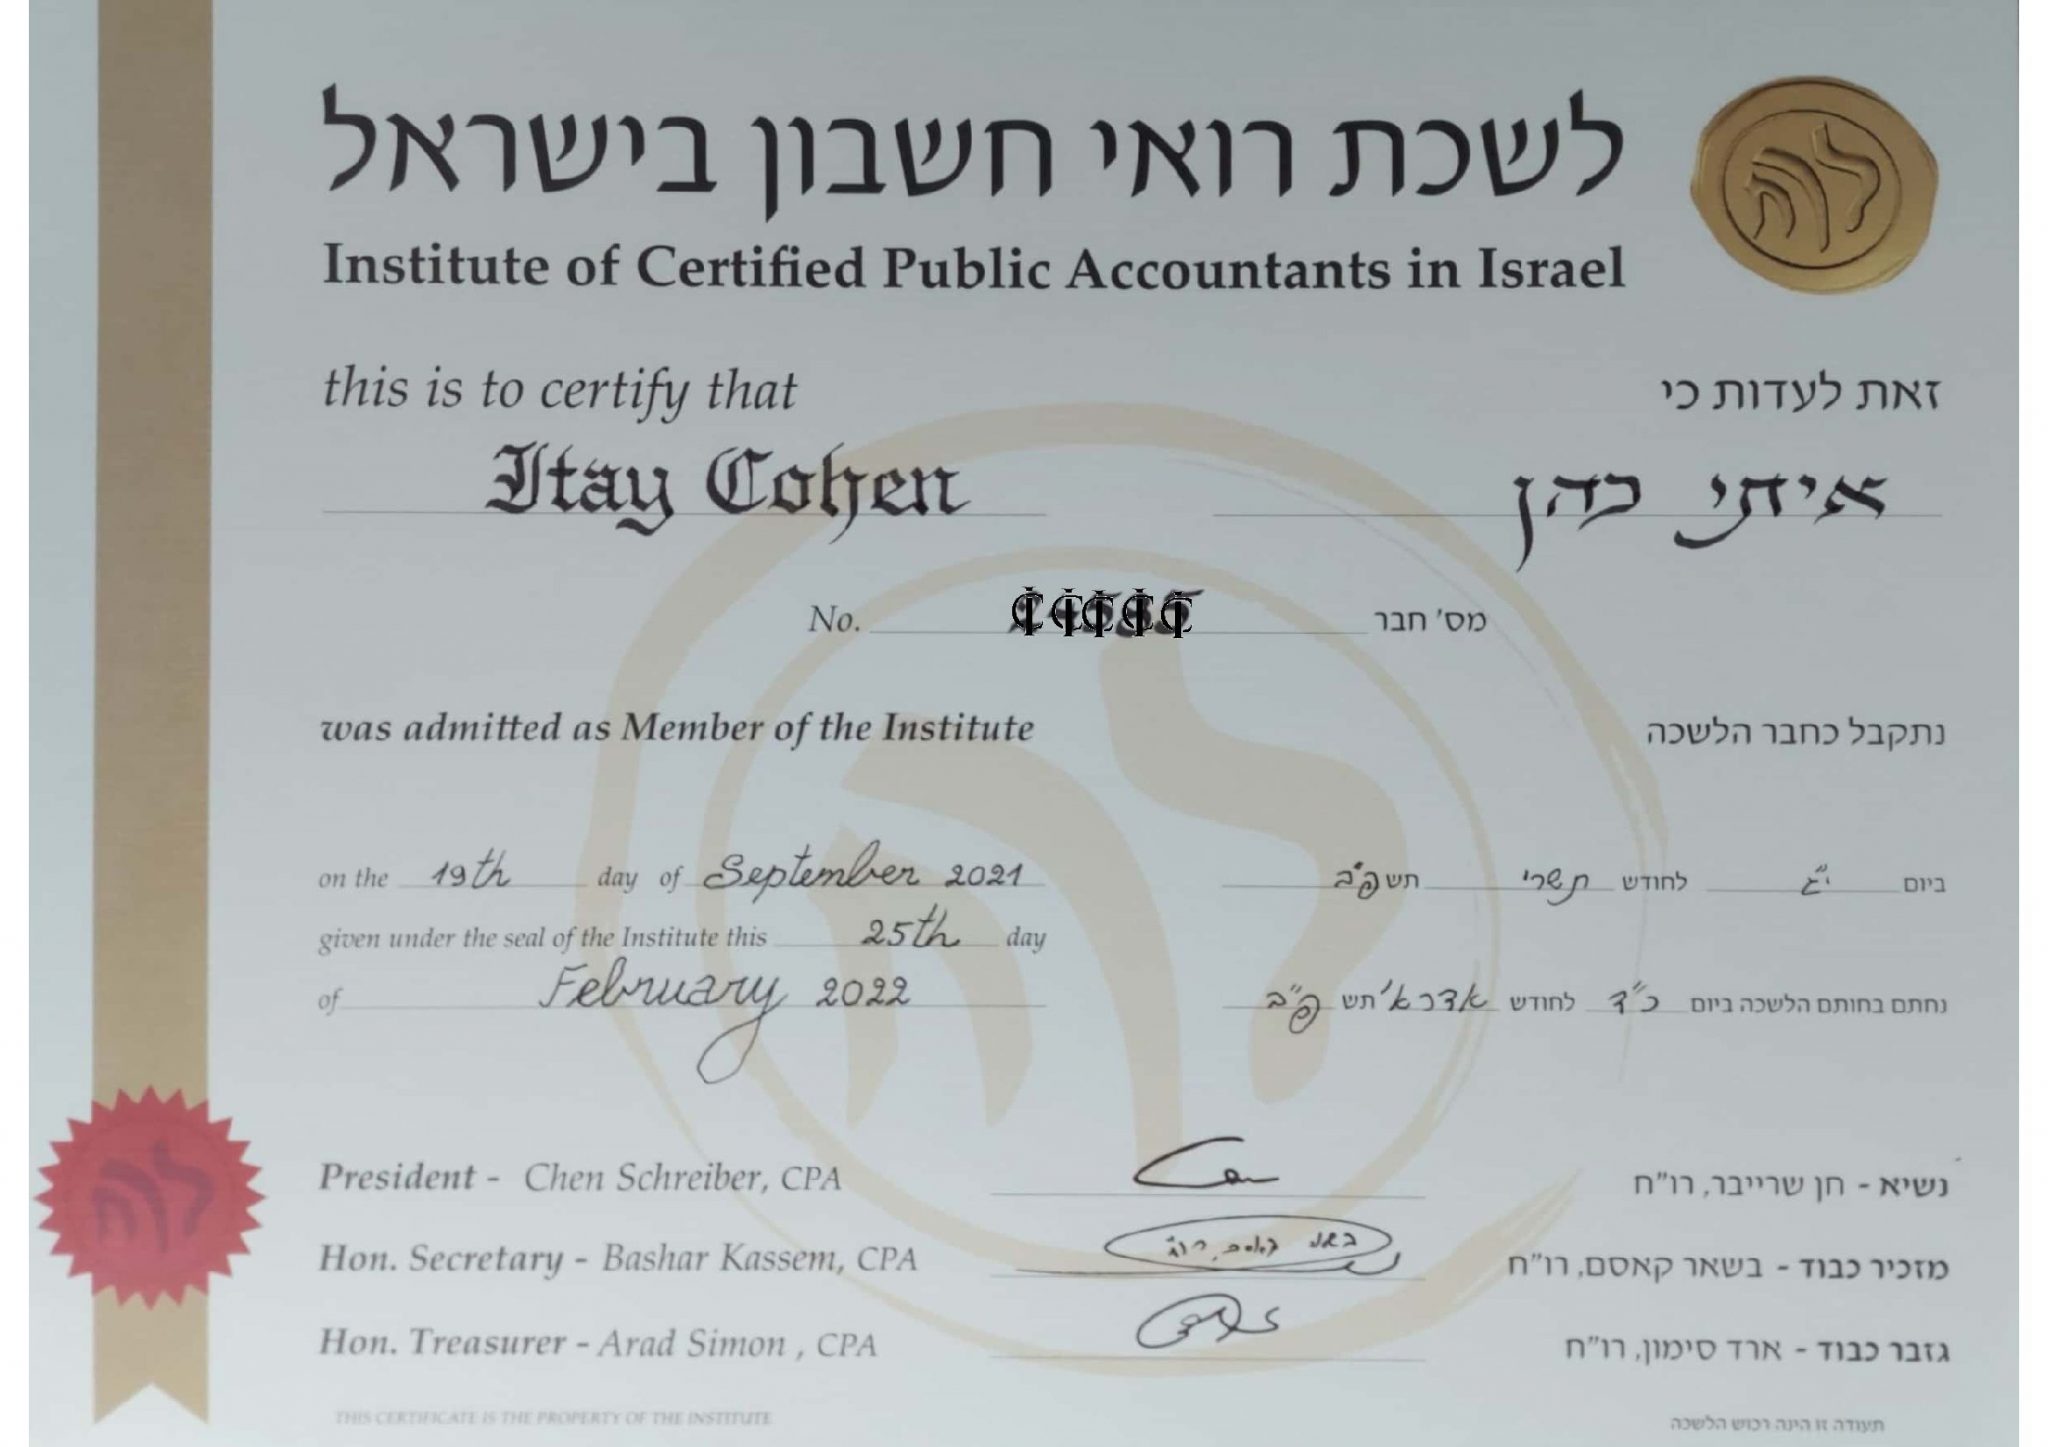 לשכת רואי חשבון בישראל
Institute of Certified Public Accountants in Israel
this is to certify that
זאת לעדות כי
Itay Cohen
איתי כהן
No.
מס' חבר
was admitted as Member of the Institute
נתקבל כחבר הלשכה
on the 19th day of September 2021
ביום י"ג לחודש תשרי תשפ"ב
given under the seal of the Institute this 25th day
of February 2022
נחתם בחותם הלשכה ביום כ"ד לחודש אדר א' תשפ"ב
President - Chen Schreiber, CPA
נשיא - חן שרייבר, רו"ח
Hon. Secretary - Bashar Kassem, CPA
מזכיר כבוד - בשאר קאסם, רו"ח
Hon. Treasurer - Arad Simon , CPA
גזבר כבוד - ארד סימון, רו"ח
THIS CERTIFICATE IS THE PROPERTY OF THE INSTITUTE
תעודה זו הינה רכוש הלשכה